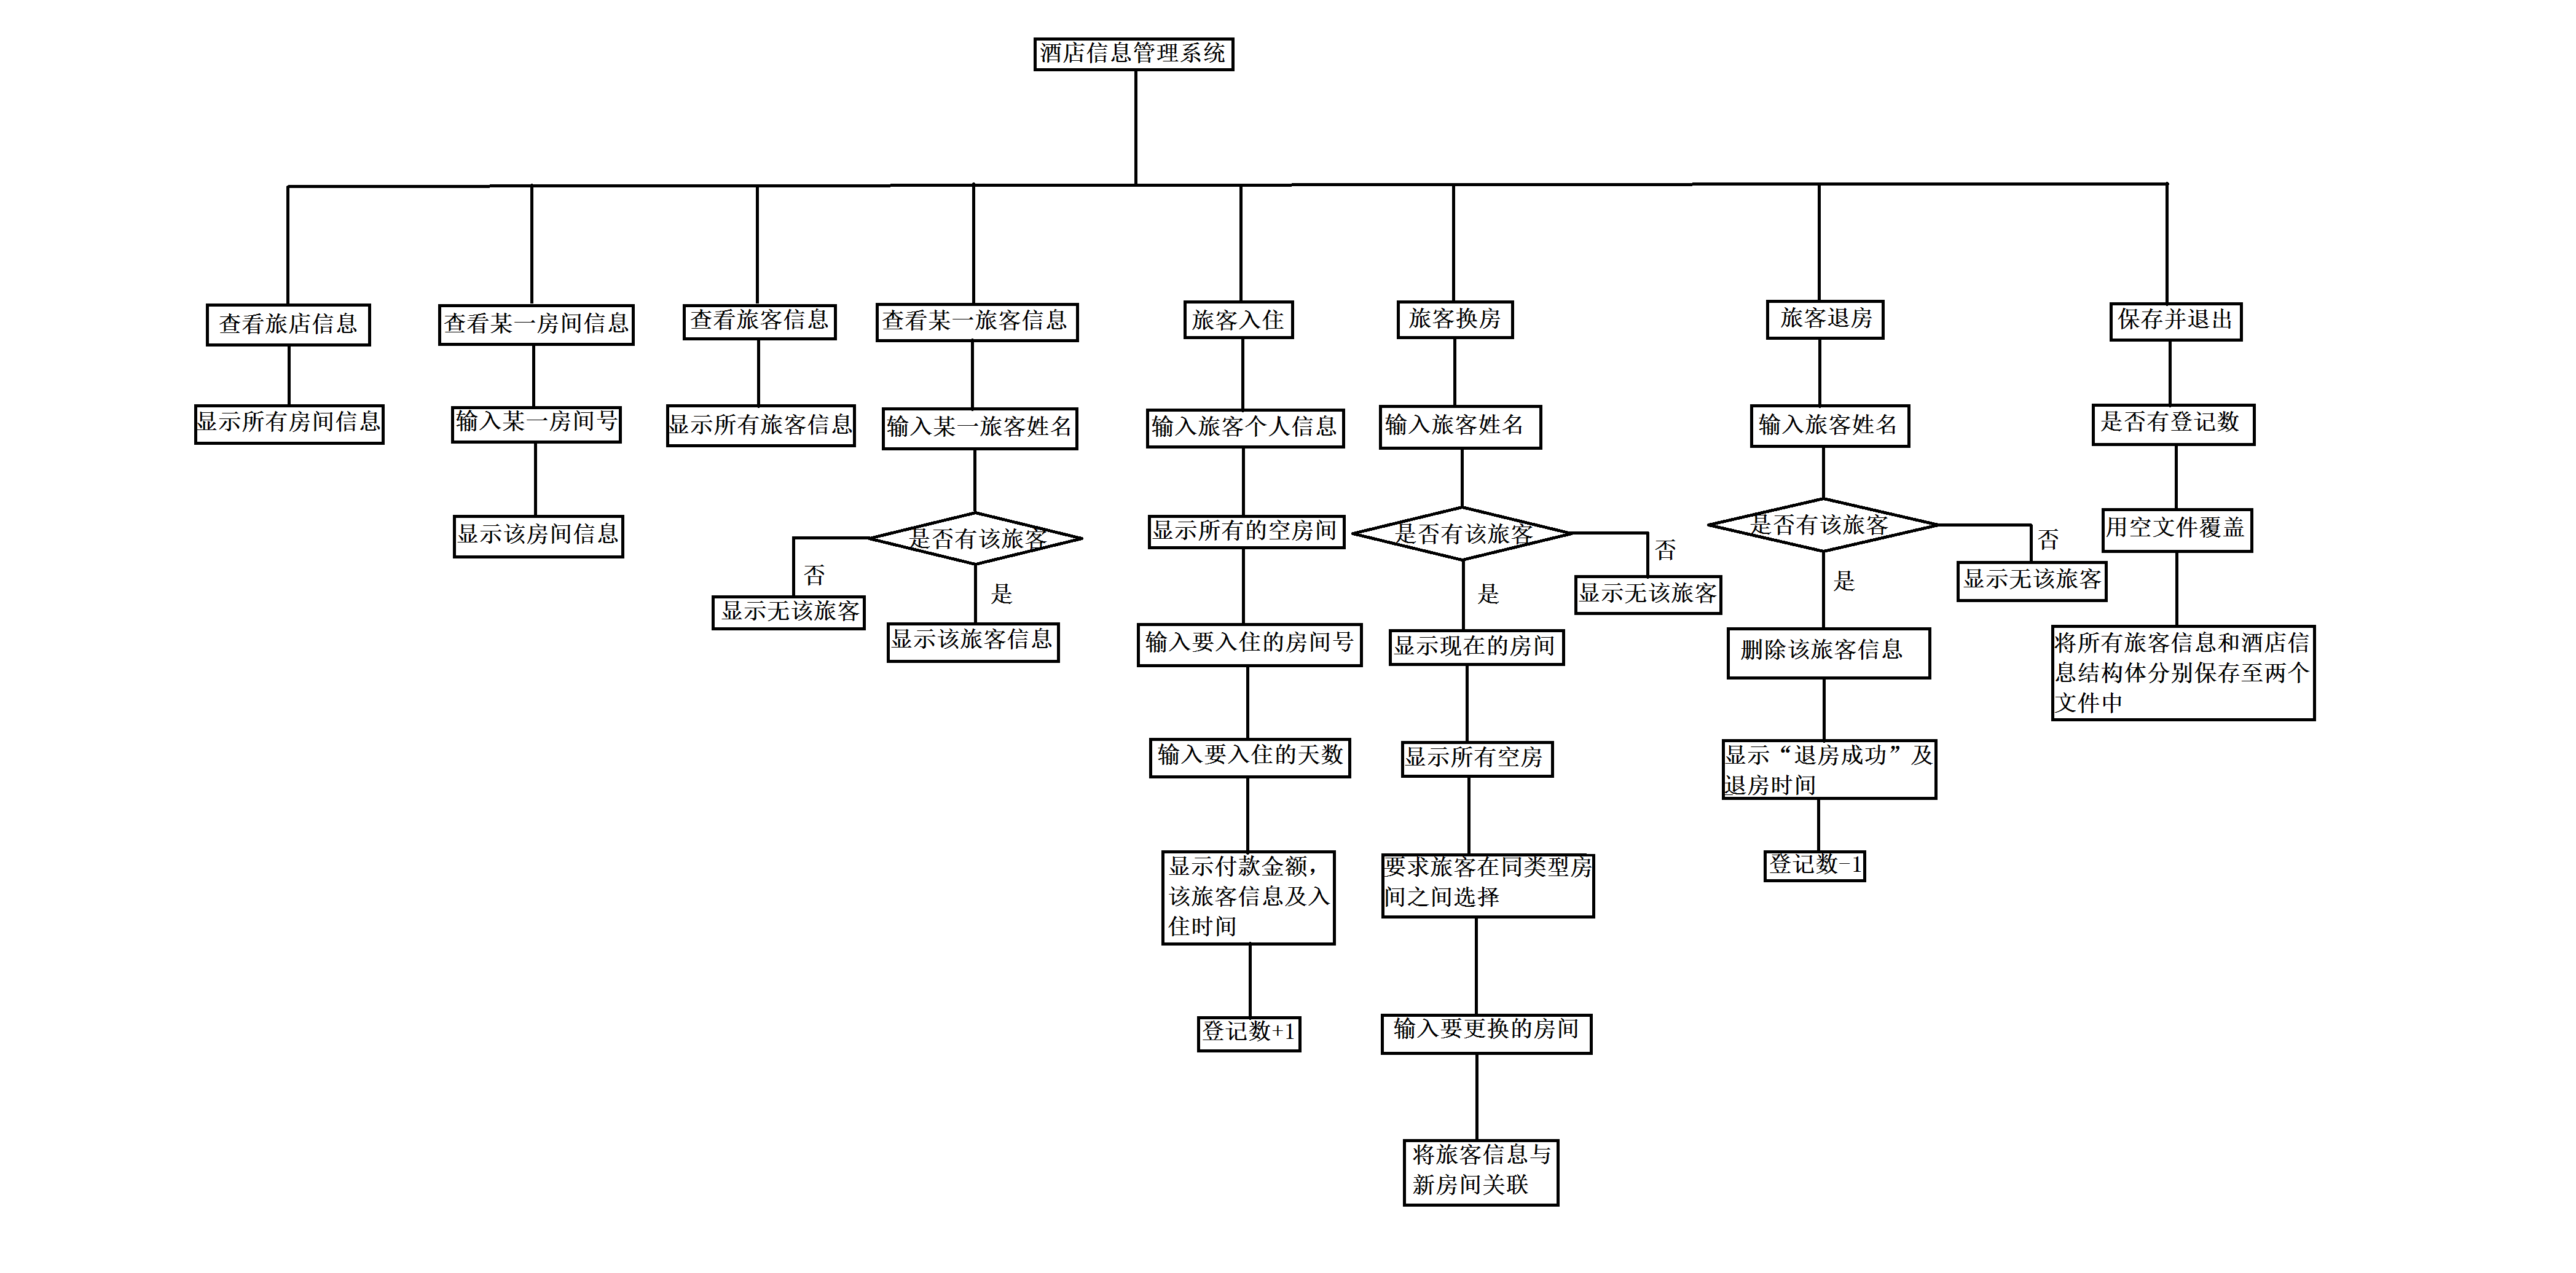 酒店信息管理系统
查看旅店信息
查看某一房间信息
查看旅客信息
查看某一旅客信息
旅客入住
旅客换房
旅客退房
保存并退出
显示所有房间信息
输入某一房间号
显示所有旅客信息
输入某一旅客姓名
输入旅客个人信息
输入旅客姓名
输入旅客姓名
是否有登记数
显示该房间信息
是否有该旅客
显示所有的空房间
是否有该旅客
是否有该旅客
用空文件覆盖
否
是
否
是
否
是
显示无该旅客
显示该旅客信息
输入要入住的房间号
显示现在的房间
显示无该旅客
删除该旅客信息
显示无该旅客
将所有旅客信息和酒店信
息结构体分别保存至两个
文件中
输入要入住的天数
显示所有空房
显示“退房成功”及
退房时间
显示付款金额，
该旅客信息及入
住时间
要求旅客在同类型房
间之间选择
登记数-1
登记数+1
输入要更换的房间
将旅客信息与
新房间关联